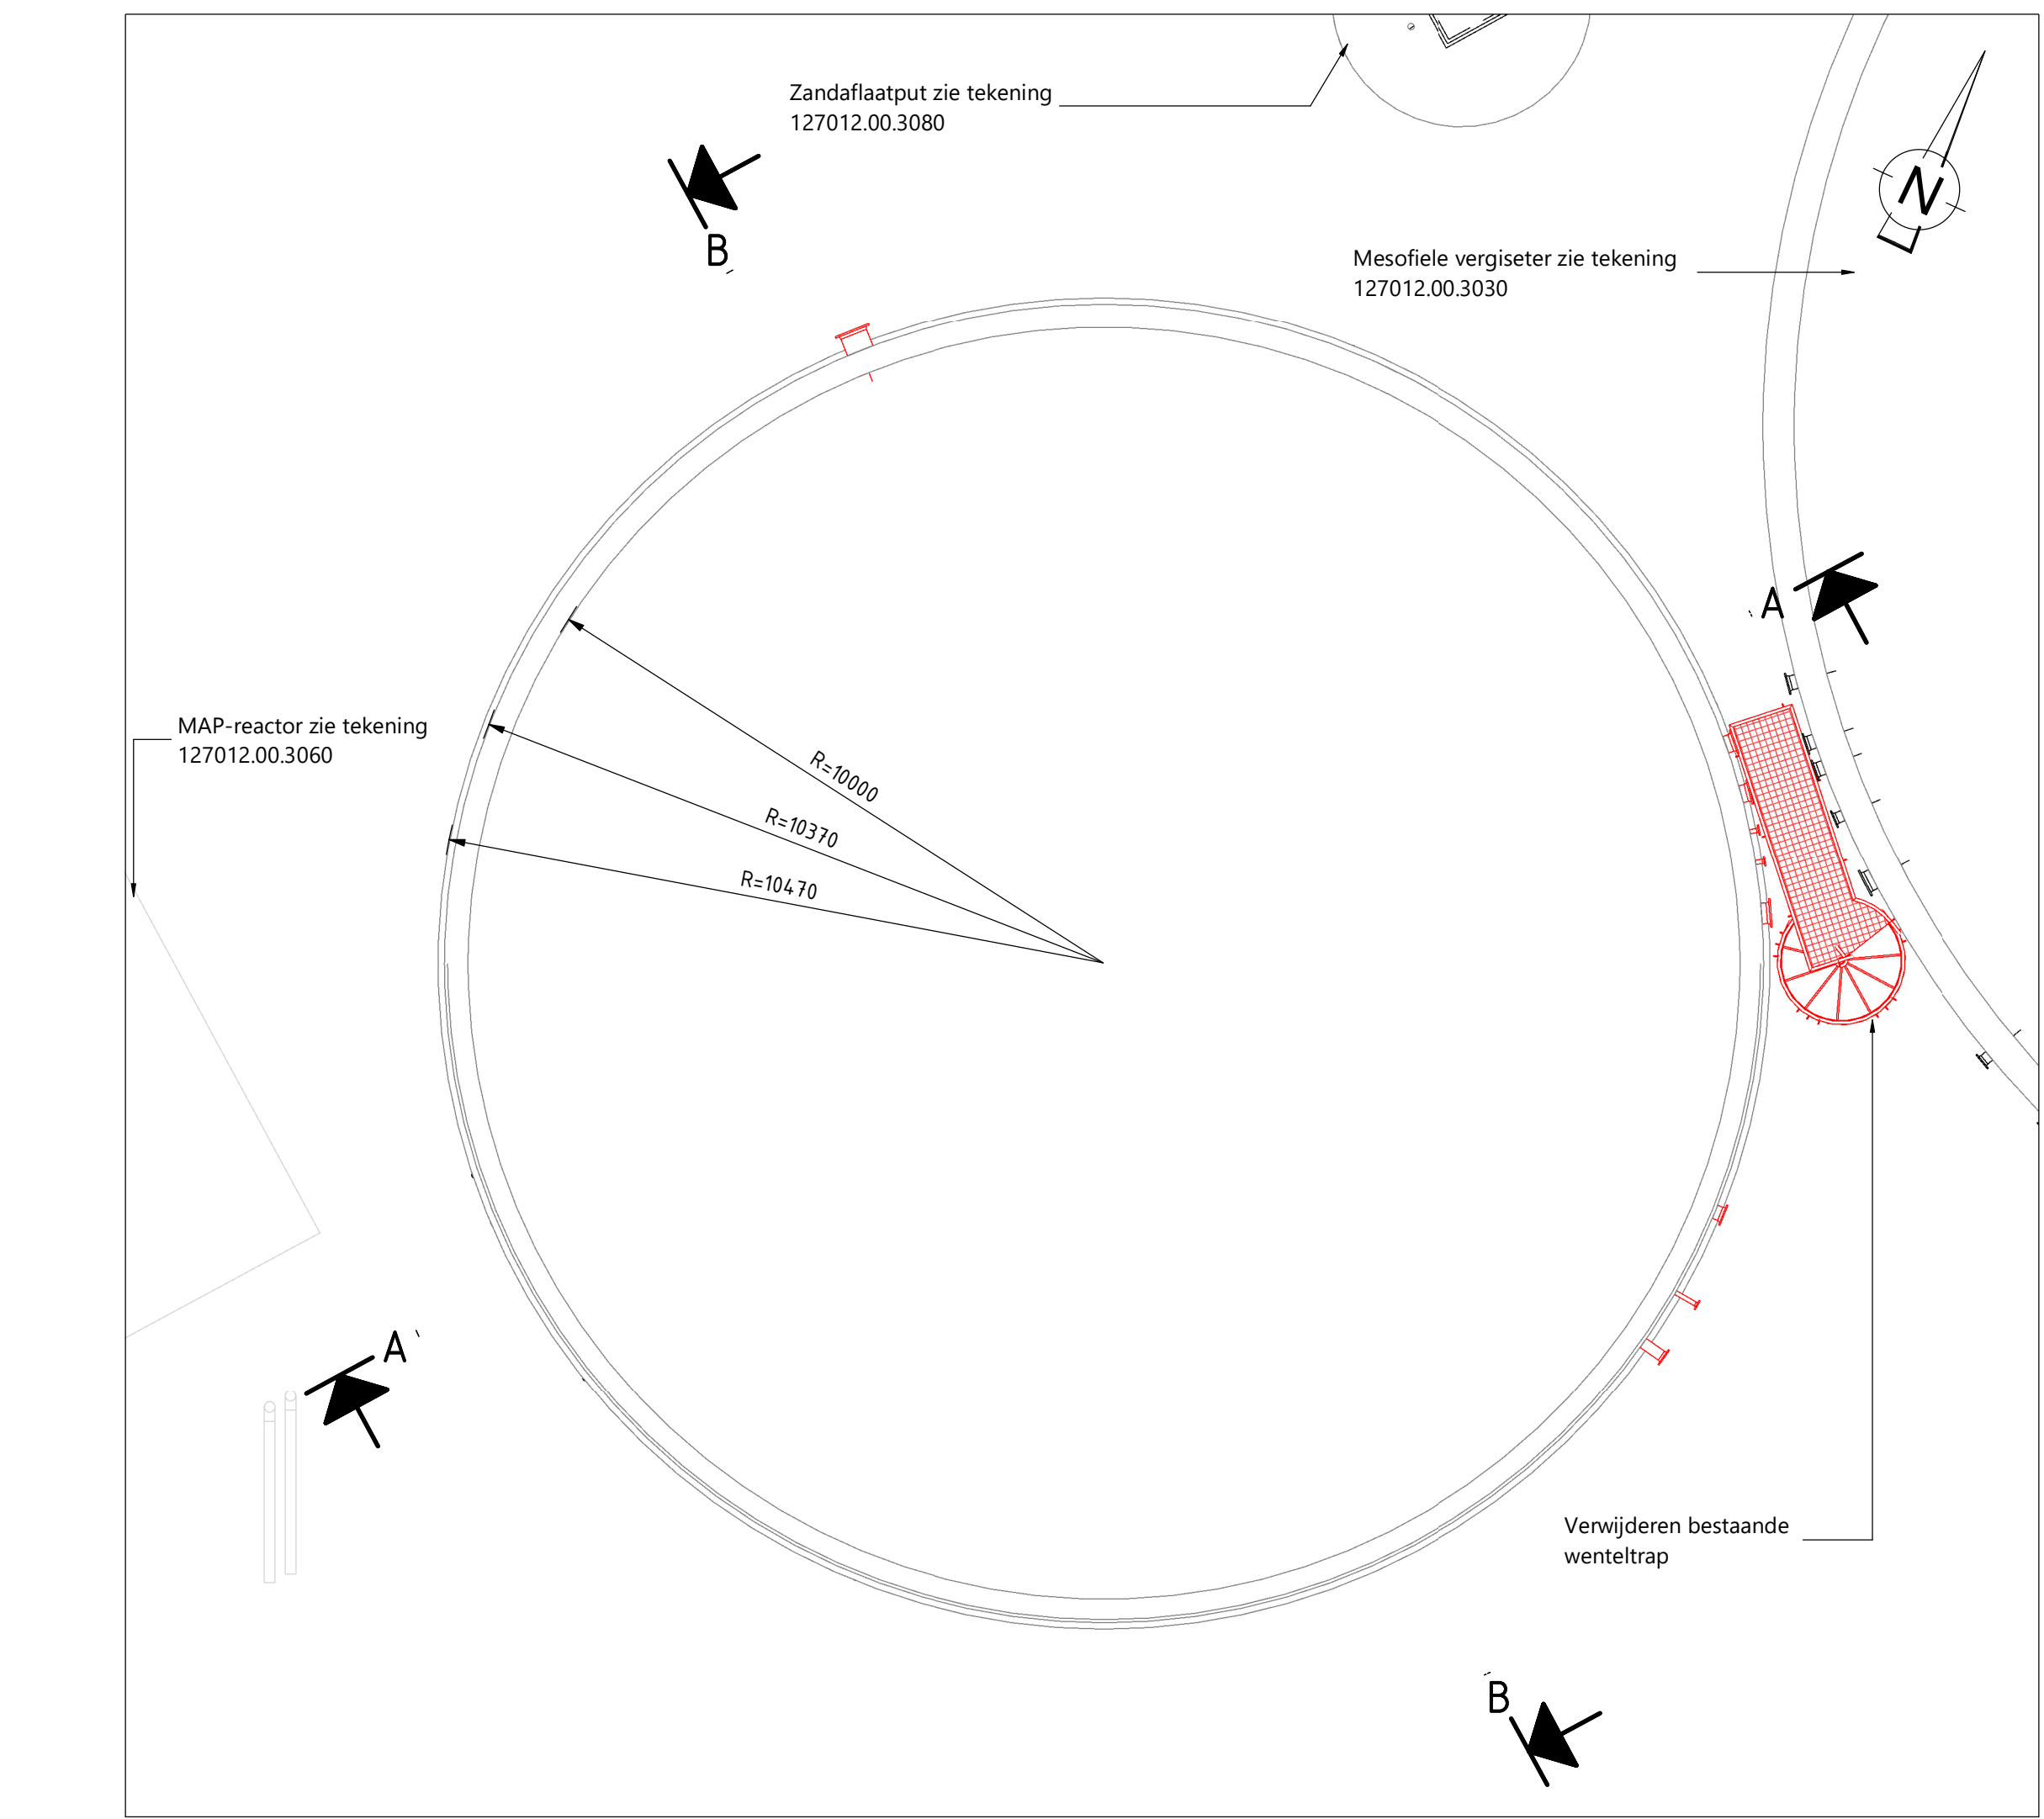 Zandaflaatput zie tekening
127012.00.3080
B
N
Mesofiele vergiseter zie tekening
127012.00.3030
A
MAP-reactor zie tekening
127012.00.3060
R=10000
R=10370
R=10470
A
Verwijderen bestaande
wenteltrap
B